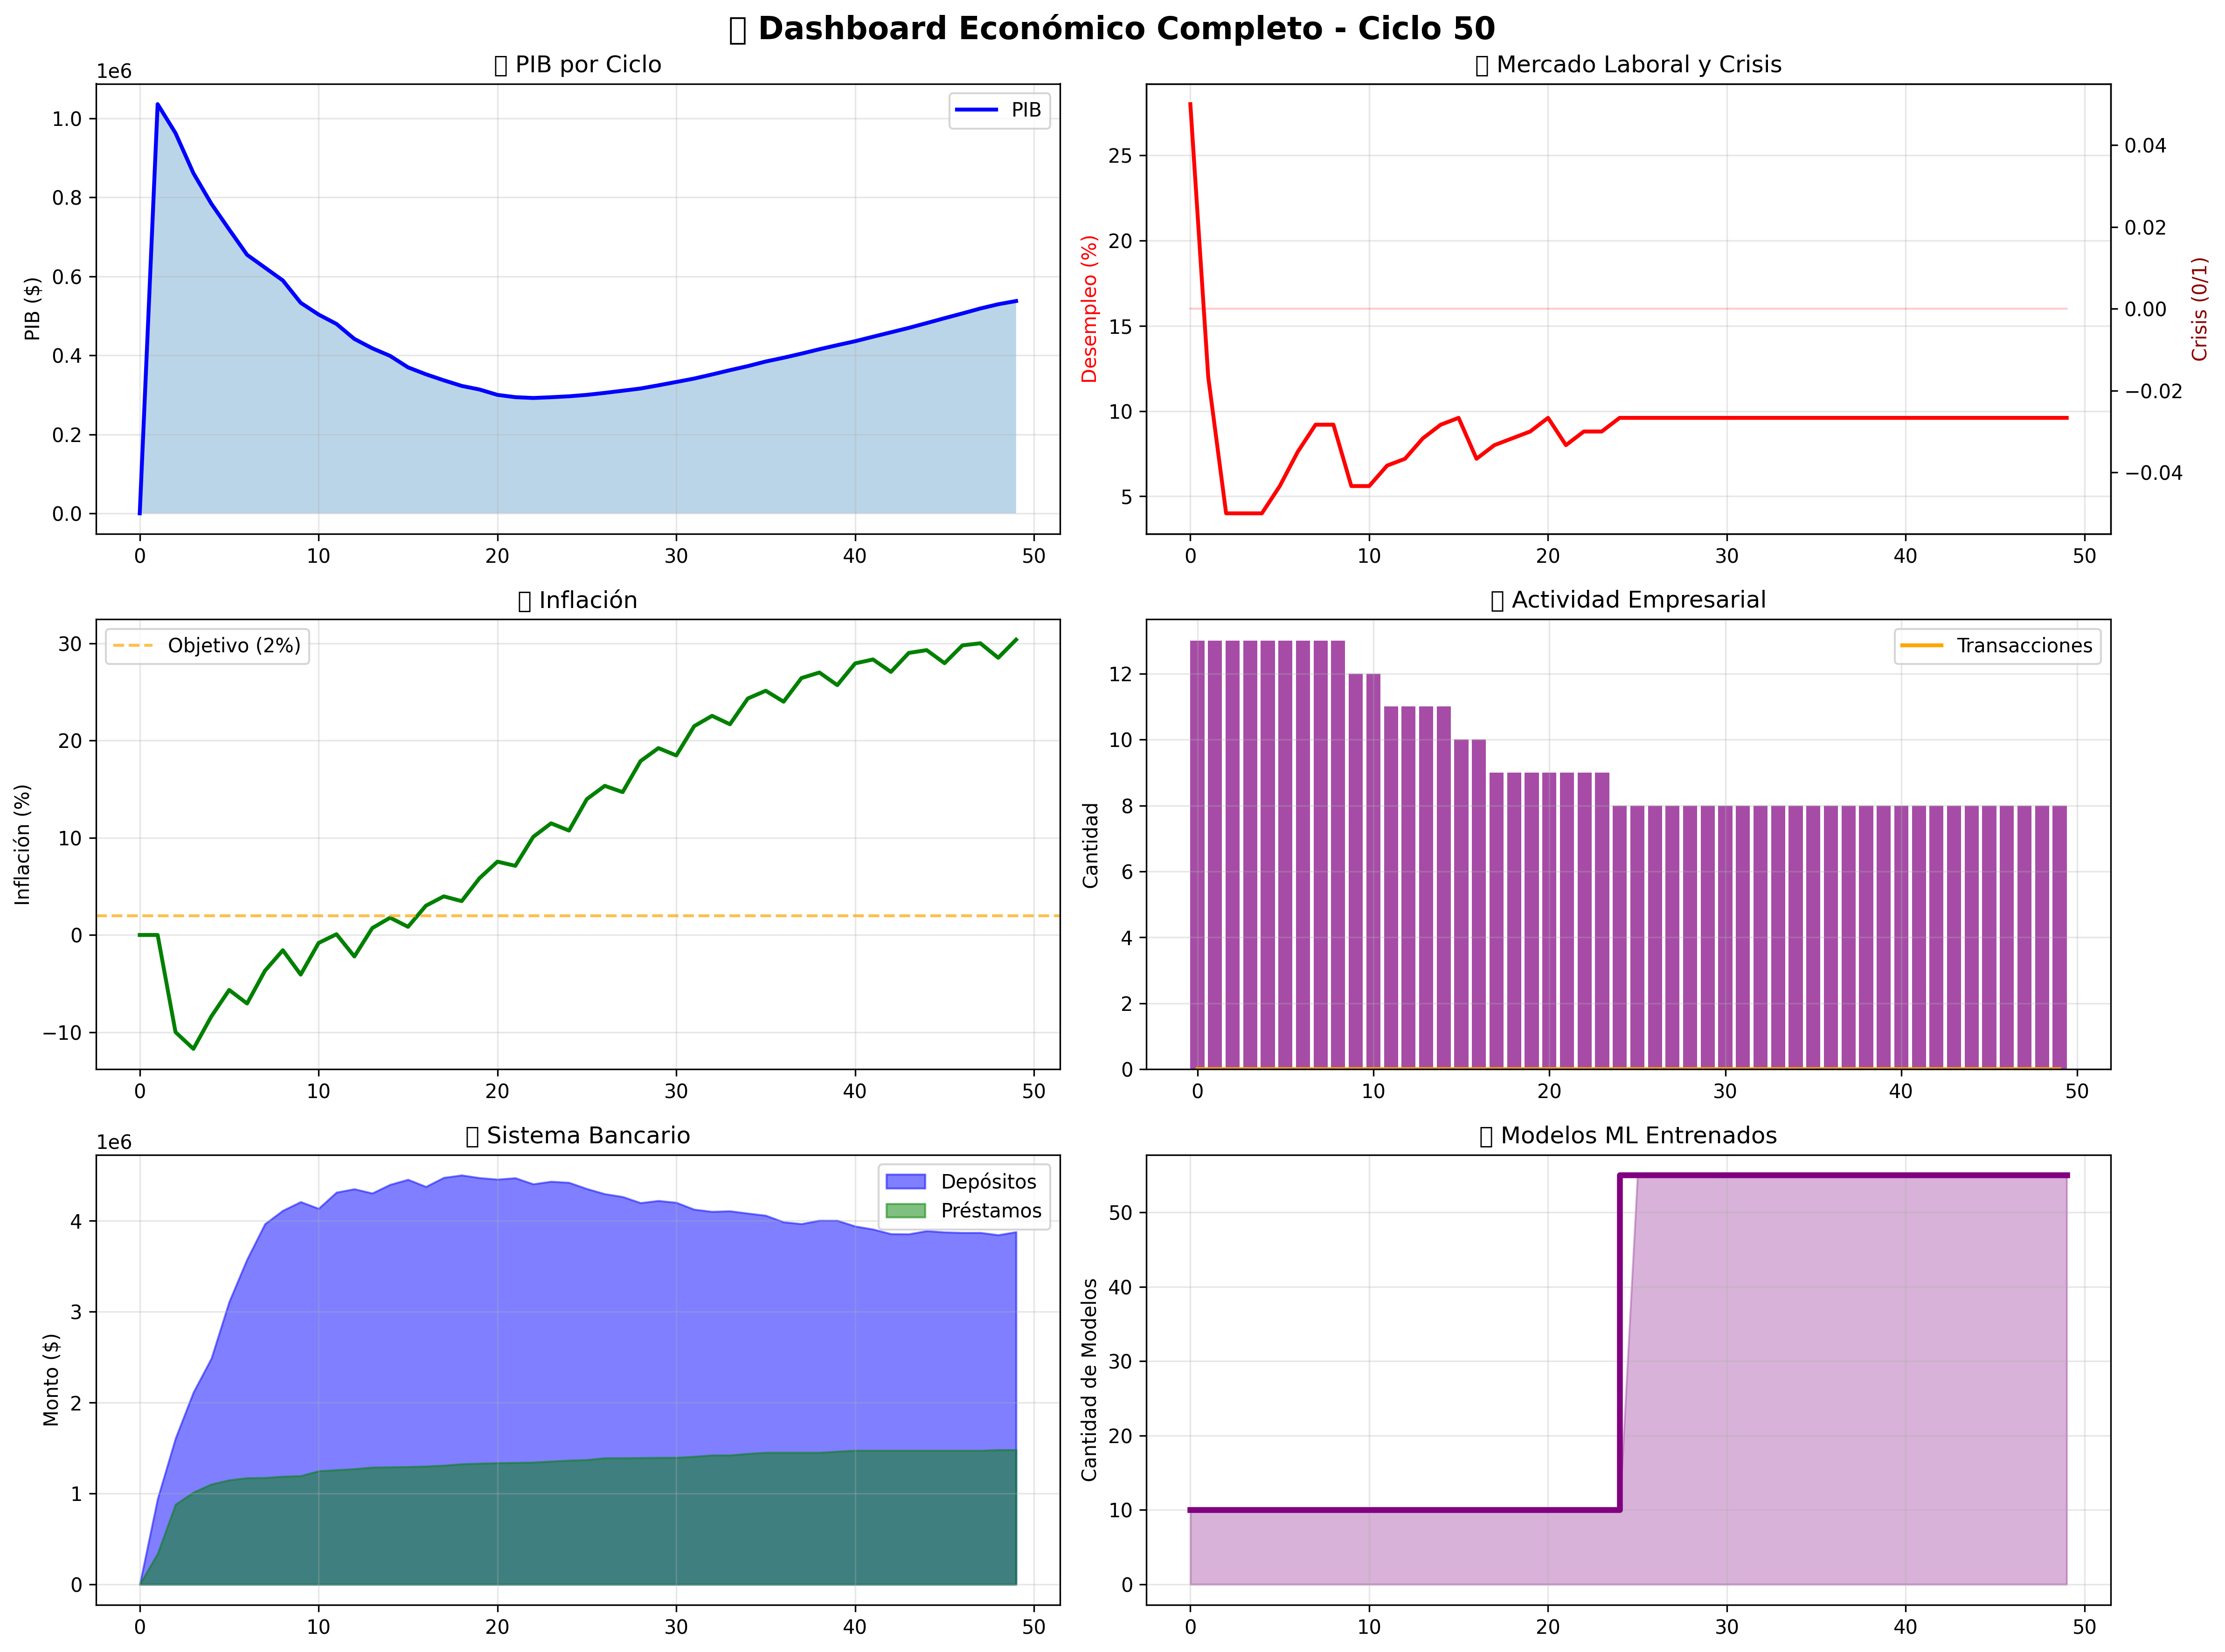 Dashboard Económico Completo - Ciclo 50
PIB por Ciclo
1e6
PIB ($)
1.0
0.8
0.6
0.4
0.2
0.0
0 10 20 30 40 50
PIB
Mercado Laboral y Crisis
Desempleo (%)
25
20
15
10
5
0 10 20 30 40 50
0.04
0.02
0.00
−0.02
−0.04
Crisis (0/1)
Inflación
Inflación (%)
30
20
10
0
−10
0 10 20 30 40 50
Objetivo (2%)
Actividad Empresarial
Cantidad
12
10
8
6
4
2
0
0 10 20 30 40 50
Transacciones
Sistema Bancario
1e6
Monto ($)
4
3
2
1
0
0 10 20 30 40 50
Depósitos
Préstamos
Modelos ML Entrenados
Cantidad de Modelos
50
40
30
20
10
0
0 10 20 30 40 50